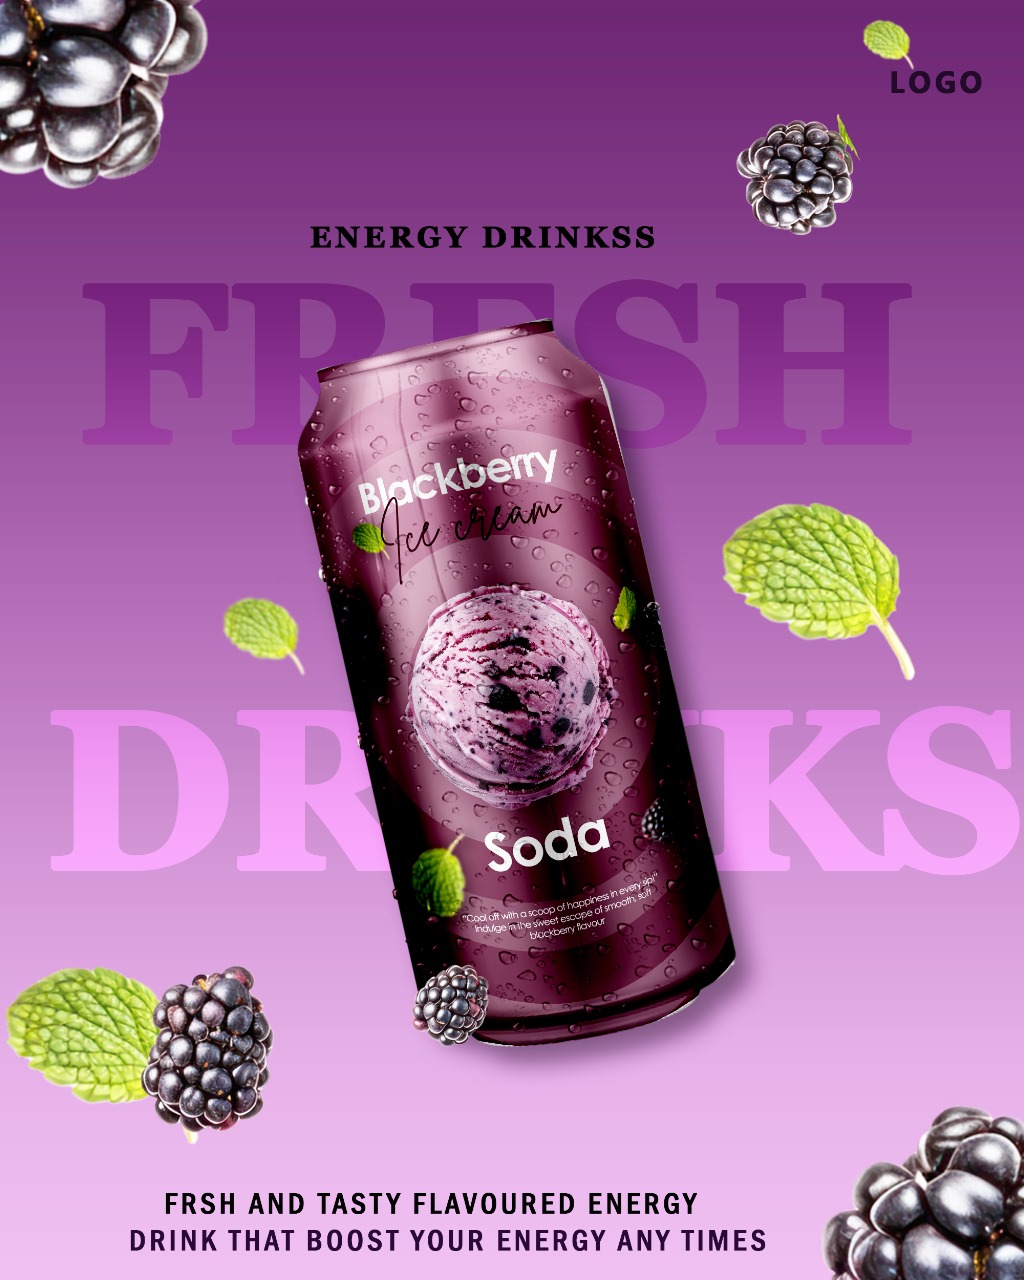 LOGO
ENERGY DRINKSS
FRESH
Blackberry
Ice cream
DRINKS
Soda
"Cool off with a scoop of happiness in every sip!"
Indulge in the sweet escape of smooth, soft
blackberry flavour
FRSH AND TASTY FLAVOURED ENERGY
DRINK THAT BOOST YOUR ENERGY ANY TIMES